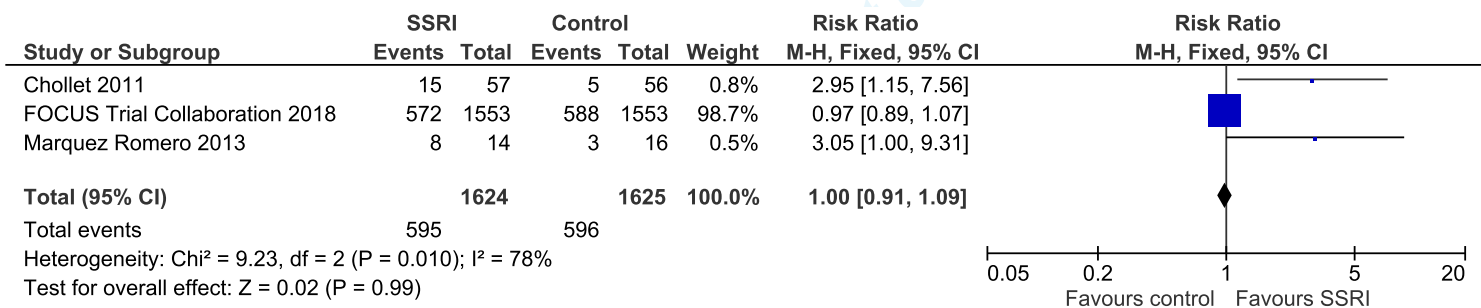 SSRI Control Risk Ratio Risk Ratio
Study or Subgroup Events Total Events Total Weight M-H, Fixed, 95% CI M-H, Fixed, 95% CI
Chollet 2011 15 57 5 56 0.8% 2.95 [1.15, 7.56]
FOCUS Trial Collaboration 2018 572 1553 588 1553 98.7% 0.97 [0.89, 1.07]
Marquez Romero 2013 8 14 3 16 0.5% 3.05 [1.00, 9.31]
Total (95% CI) 1624 1625 100.0% 1.00 [0.91, 1.09]
Total events 595 596
Heterogeneity: Chi² = 9.23, df = 2 (P = 0.010); I² = 78%
Test for overall effect: Z = 0.02 (P = 0.99)
0.05 0.2 1 5 20
Favours control Favours SSRI